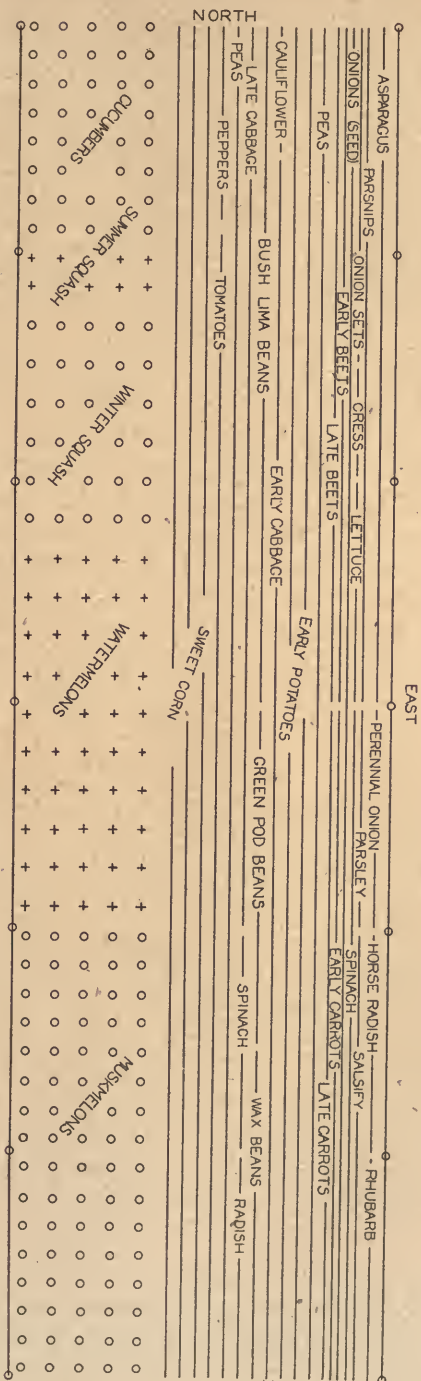 NORTH
EAST
ASPARAGUS - PERENNIAL ONION - HORSE RADISH - RHUBARB
PARSNIPS PARSLEY SALSIFY
ONIONS (SEED) ONION SETS - CRESS - LETTUCE SPINACH
EARLY BEETS EARLY CARROTS
PEAS LATE BEETS LATE CARROTS
EARLY POTATOES
CAULIFLOWER - EARLY CABBAGE
BUSH LIMA BEANS GREEN POD BEANS WAX BEANS
LATE CABBAGE SPINACH RADISH
PEAS
PEPPERS TOMATOES
SWEET CORN
CUCUMBERS
SUMMER SQUASH
WINTER SQUASH
WATERMELONS
MUSKMELONS